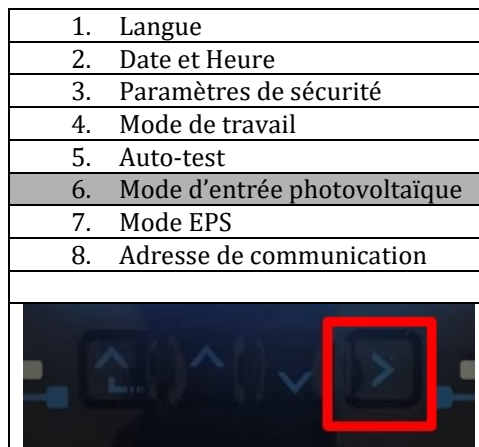 1. Langue
2. Date et Heure
3. Paramètres de sécurité
4. Mode de travail
5. Auto-test
6. Mode d’entrée photovoltaïque
7. Mode EPS
8. Adresse de communication